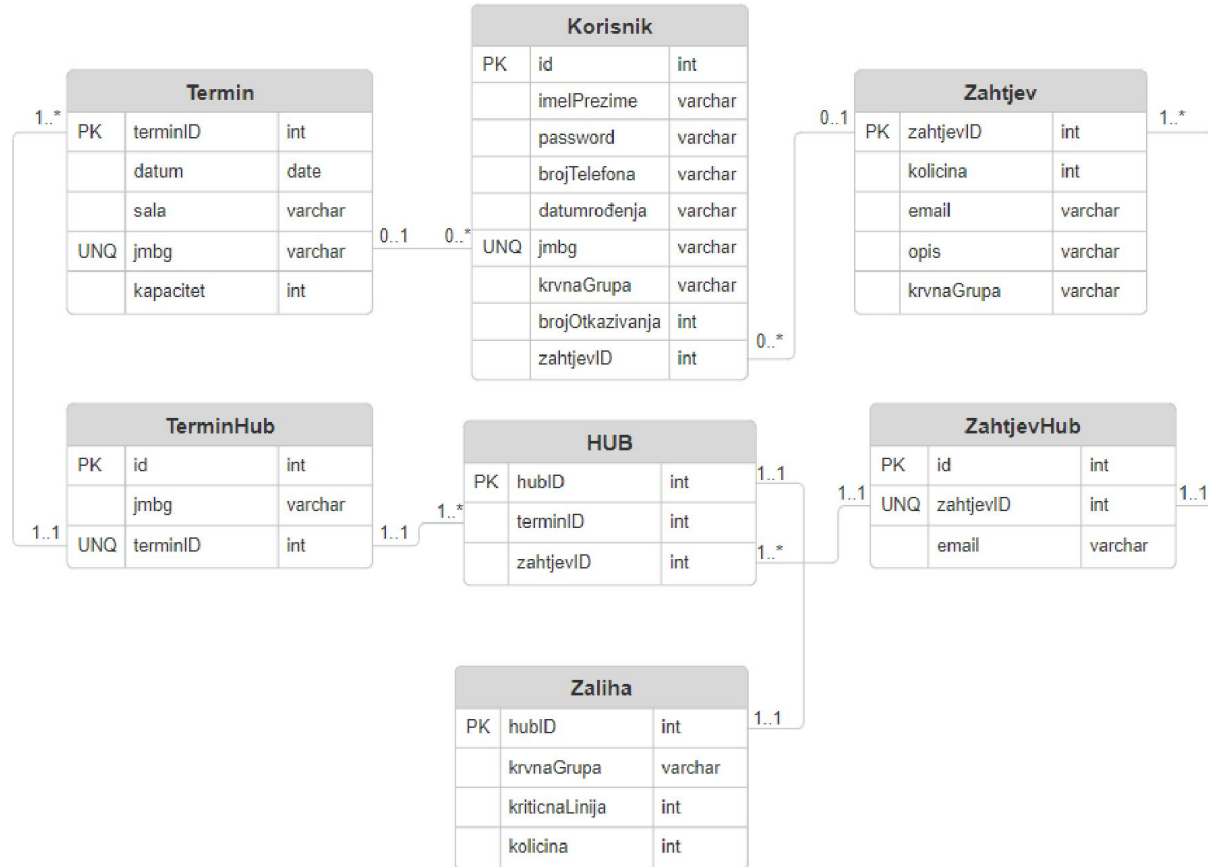 Korisnik
PK id int
imeIPrezime varchar
password varchar
brojTelefona varchar
datumrođenja varchar
UNQ jmbg varchar
krvnaGrupa varchar
brojOtkazivanja int
zahtjevID int
Termin
PK terminID int
datum date
sala varchar
UNQ jmbg varchar
kapacitet int
1..*
0..1
0..*
Zahtjev
PK zahtjevID int
kolicina int
email varchar
opis varchar
krvnaGrupa varchar
0..1
1..*
0..*
TerminHub
PK id int
jmbg varchar
UNQ terminID int
1..1
1..1
1..*
HUB
PK hubID int
terminID int
zahtjevID int
1..1
1..*
ZahtjevHub
PK id int
UNQ zahtjevID int
email varchar
1..1
1..1
Zaliha
PK hubID int
krvnaGrupa varchar
kriticnaLinija int
kolicina int
1..1